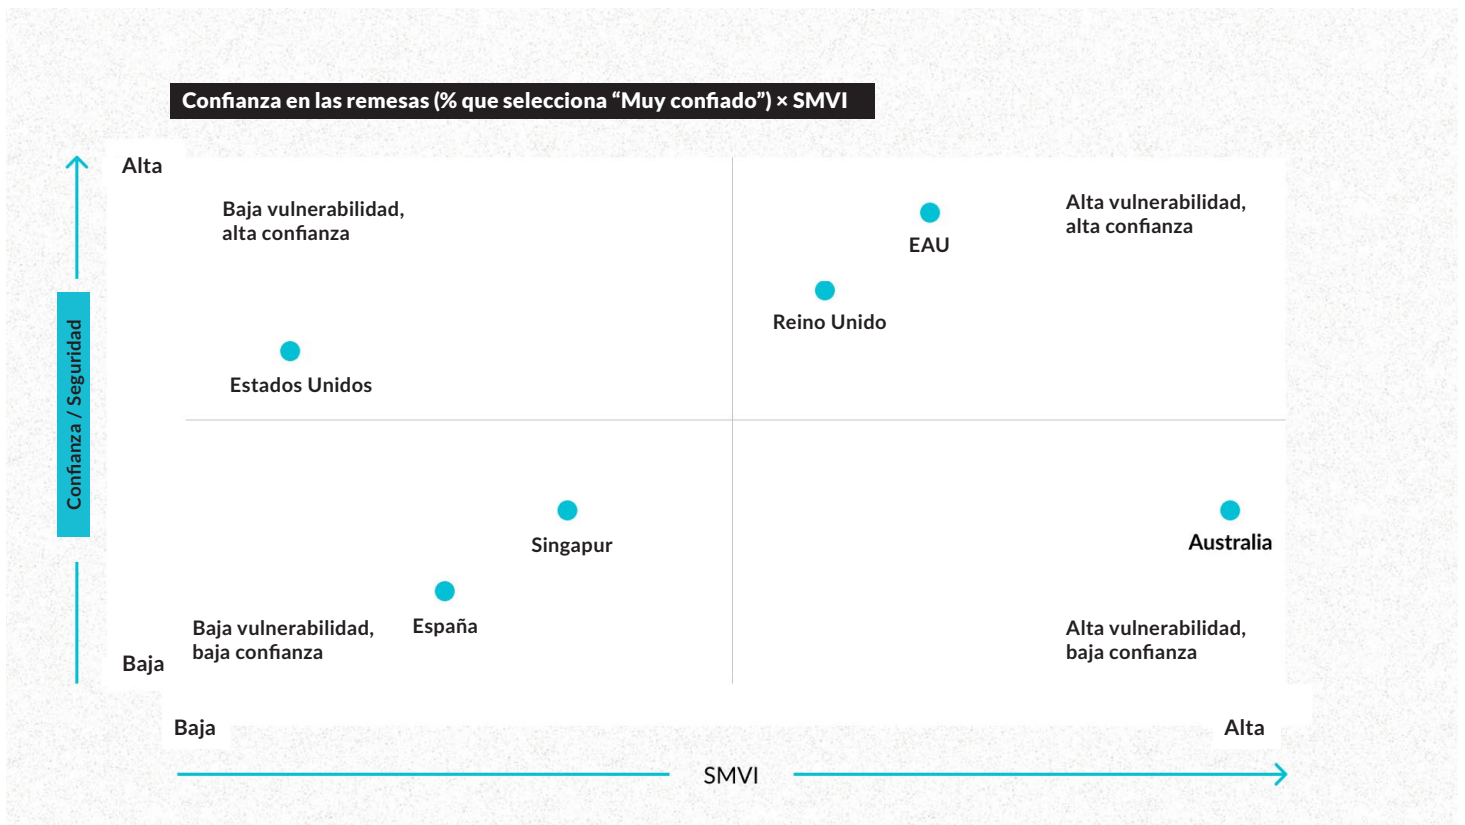 Confianza en las remesas (% que selecciona “Muy confiado”) × SMVI
Alta
Baja vulnerabilidad,
alta confianza
Alta vulnerabilidad,
alta confianza
EAU
Reino Unido
Estados Unidos
Confianza / Seguridad
Singapur
Australia
España
Baja vulnerabilidad,
baja confianza
Alta vulnerabilidad,
baja confianza
Baja
Baja
Alta
SMVI